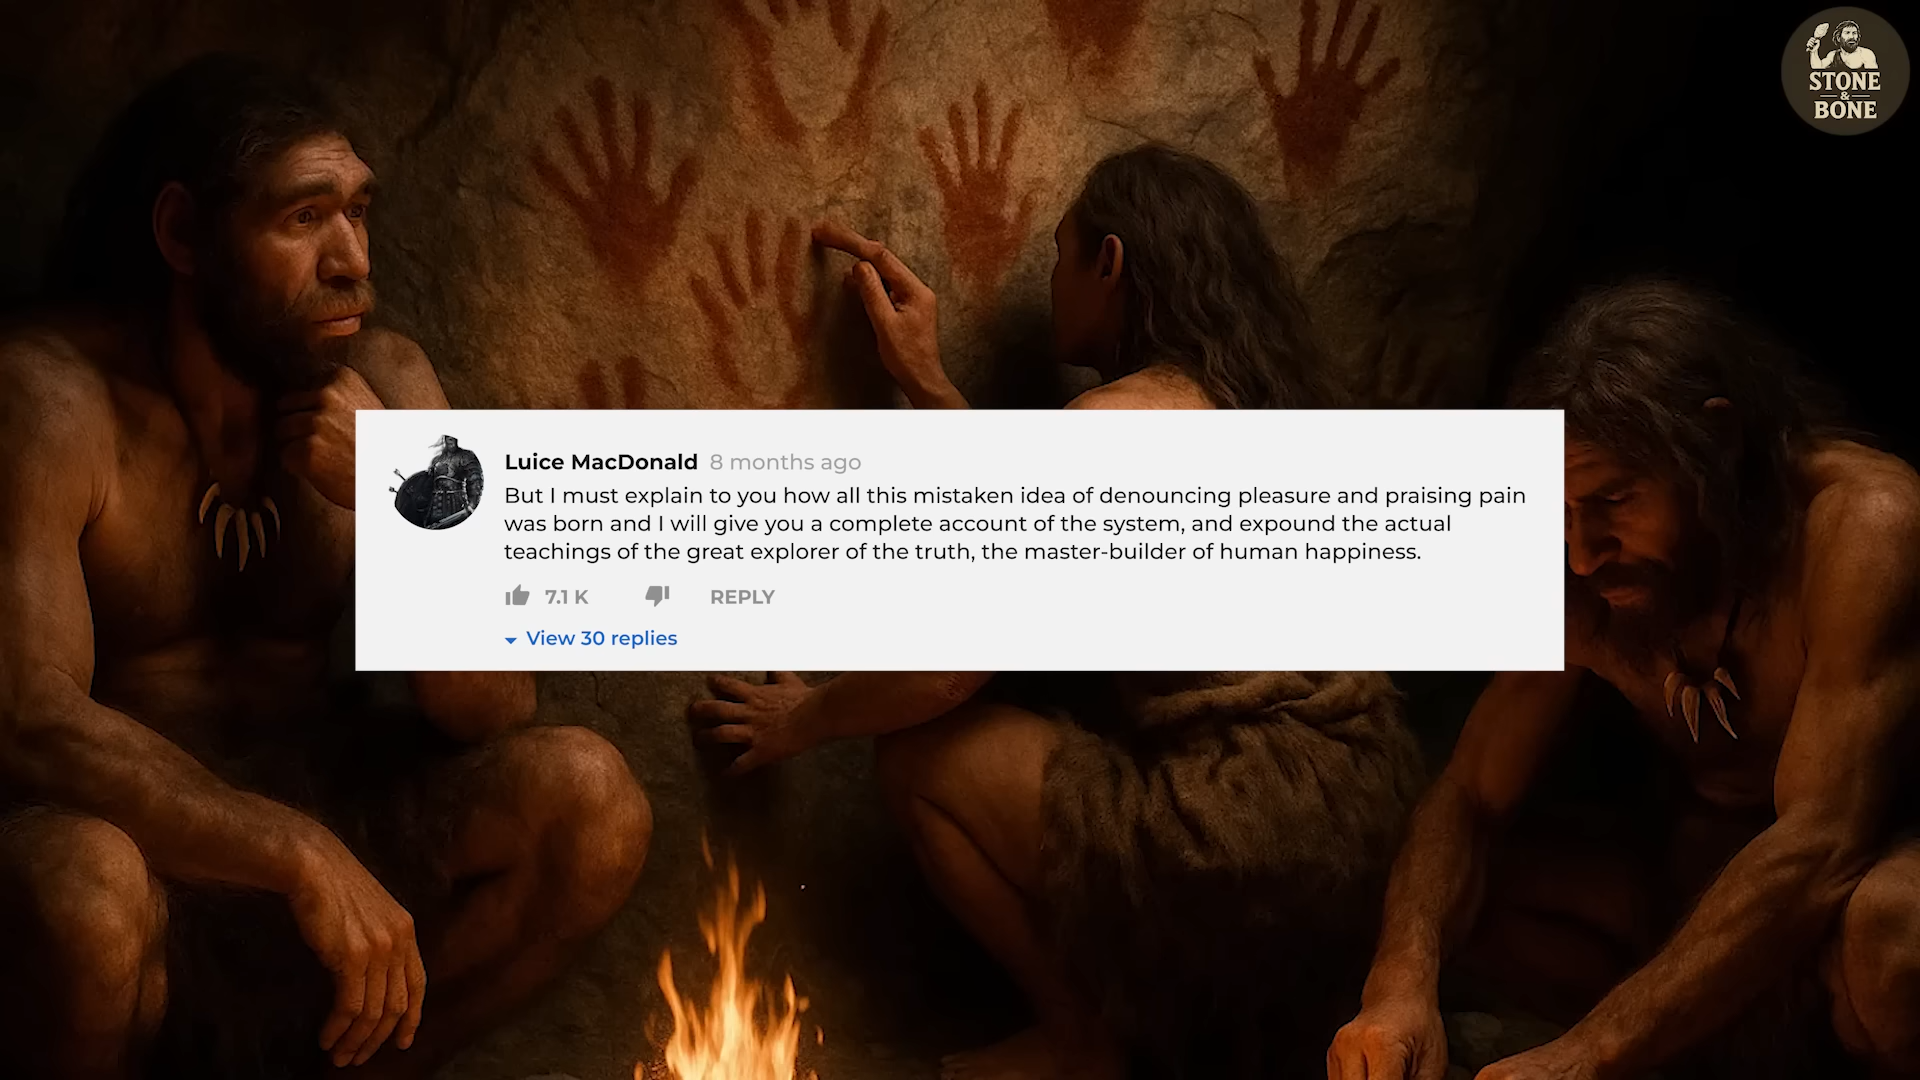 STONE
&
BONE
Luice MacDonald 8 months ago
But I must explain to you how all this mistaken idea of denouncing pleasure and praising pain
was born and I will give you a complete account of the system, and expound the actual
teachings of the great explorer of the truth, the master-builder of human happiness.
7.1 K REPLY
View 30 replies